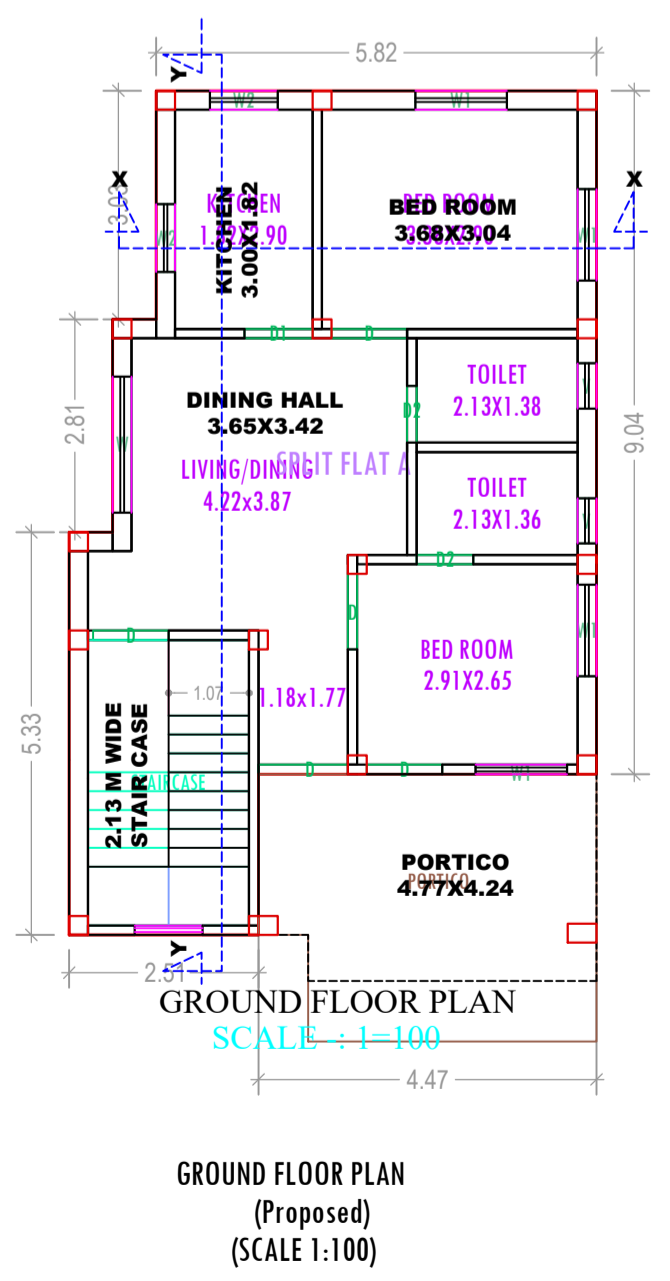 5.82
Y
W2
W1
X
X
3.03
KITCHEN
1.82X2.90
KITCHEN
3.00X1.82
BED ROOM
BED ROOM
3.68X3.04
W2
W1
D1
D
TOILET
2.13X1.38
V
DINING HALL
3.65X3.42
D2
2.81
9.04
W
LIVING/DINING
4.22x3.87
SPLIT FLAT A
TOILET
2.13X1.36
V
D2
D
W1
D
BED ROOM
2.91X2.65
1.07
1.18x1.77
5.33
2.13 M WIDE
STAIR CASE
STAIRCASE
D
D
W1
PORTICO
PORTICO
4.77X4.24
Y
2.51
GROUND FLOOR PLAN
SCALE -: 1=100
4.47
GROUND FLOOR PLAN
(Proposed)
(SCALE 1:100)